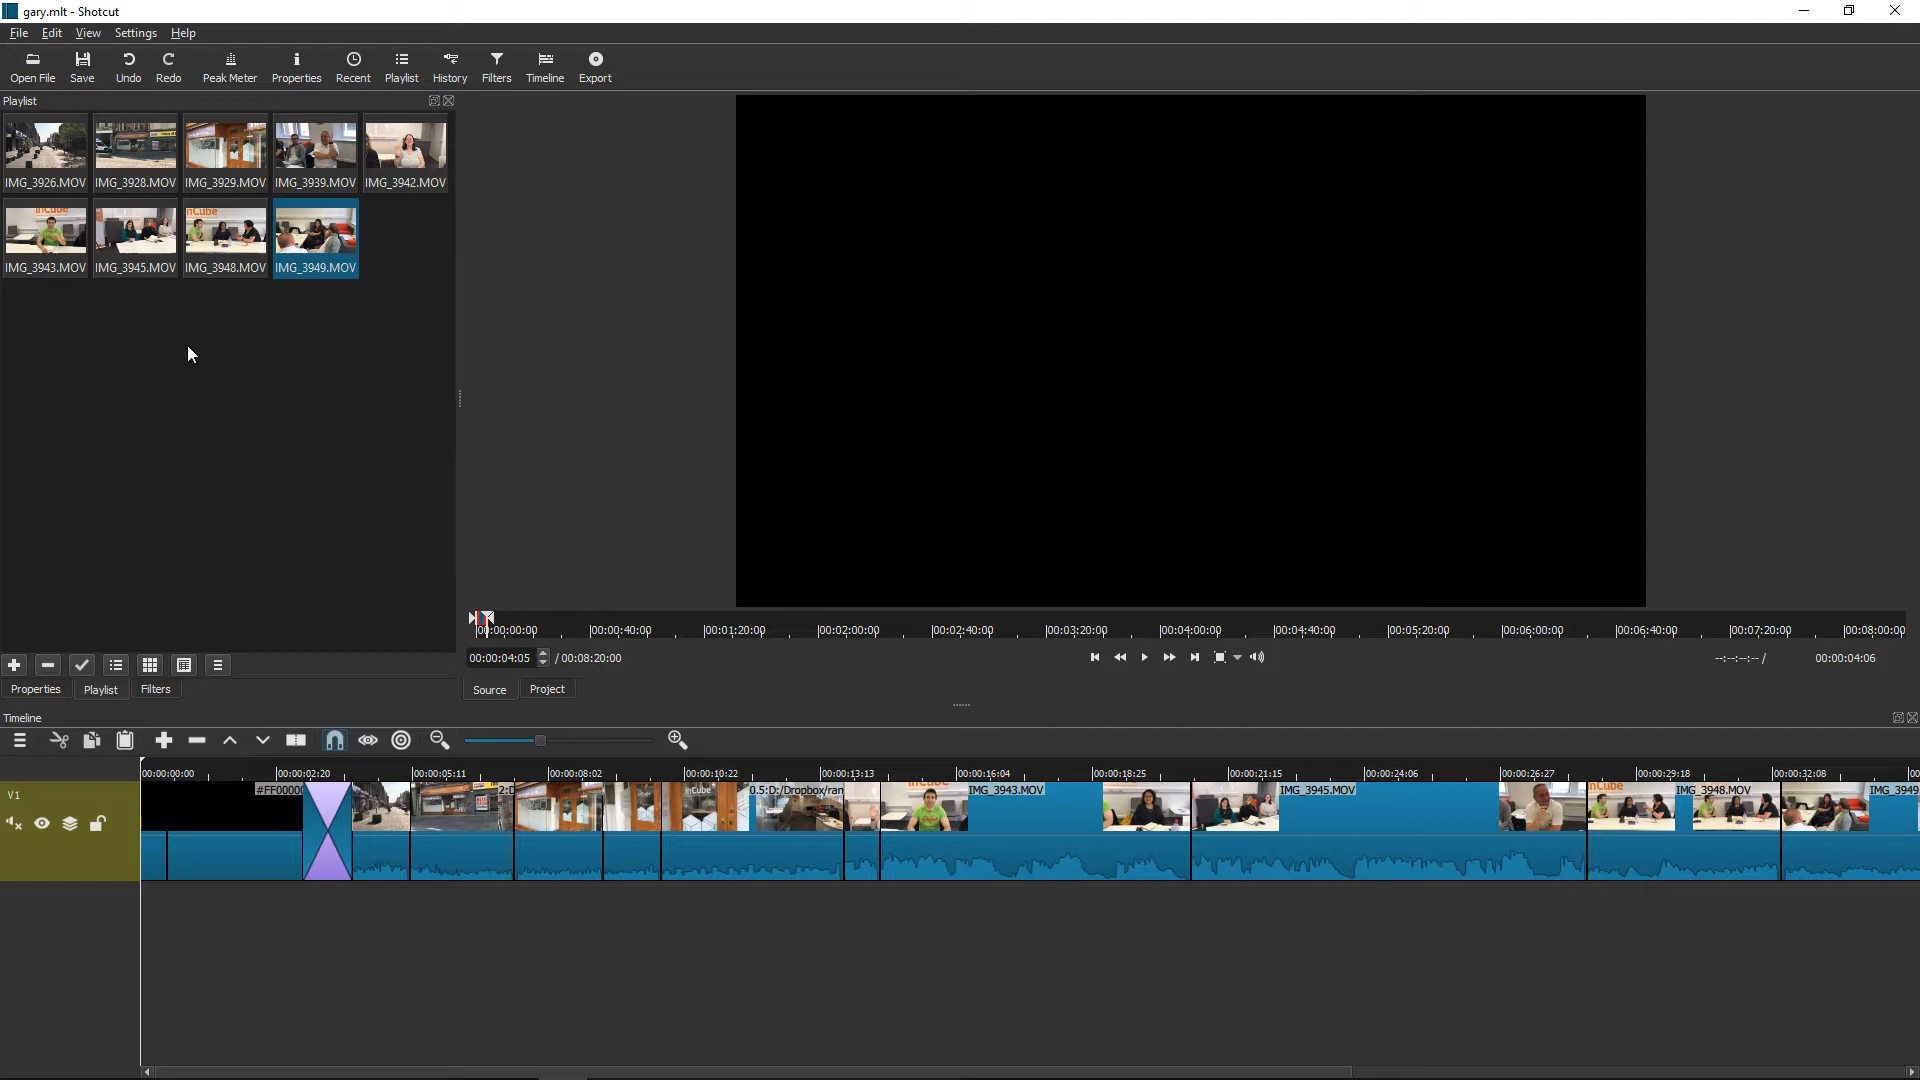 gary.mlt - Shotcut
File Edit View Settings Help
Open File Save Undo Redo Peak Meter Properties Recent Playlist History Filters Timeline Export
Playlist
IMG_3926.MOV IMG_3928.MOV IMG_3929.MOV IMG_3939.MOV IMG_3942.MOV
InCube InCube
IMG_3943.MOV IMG_3945.MOV IMG_3948.MOV IMG_3949.MOV
00:00:00:00 00:00:40:00 00:01:20:00 00:02:00:00 00:02:40:00 00:03:20:00 00:04:00:00 00:04:40:00 00:05:20:00 00:06:00:00 00:06:40:00 00:07:20:00 00:08:00:00
00:00:04:05 / 00:08:20:00 --:--:--:-- / 00:00:04:06
Properties Playlist Filters Source Project
Timeline
00:00:00:00 00:00:02:20 00:00:05:11 00:00:08:02 00:00:10:22 00:00:13:13 00:00:16:04 00:00:18:25 00:00:21:15 00:00:24:06 00:00:26:27 00:00:29:18 00:00:32:08 00
V1 #FF0000 2:D 0.5:D:/Dropbox/ran IMG_3943.MOV IMG_3945.MOV IMG_3948.MOV IMG_3949